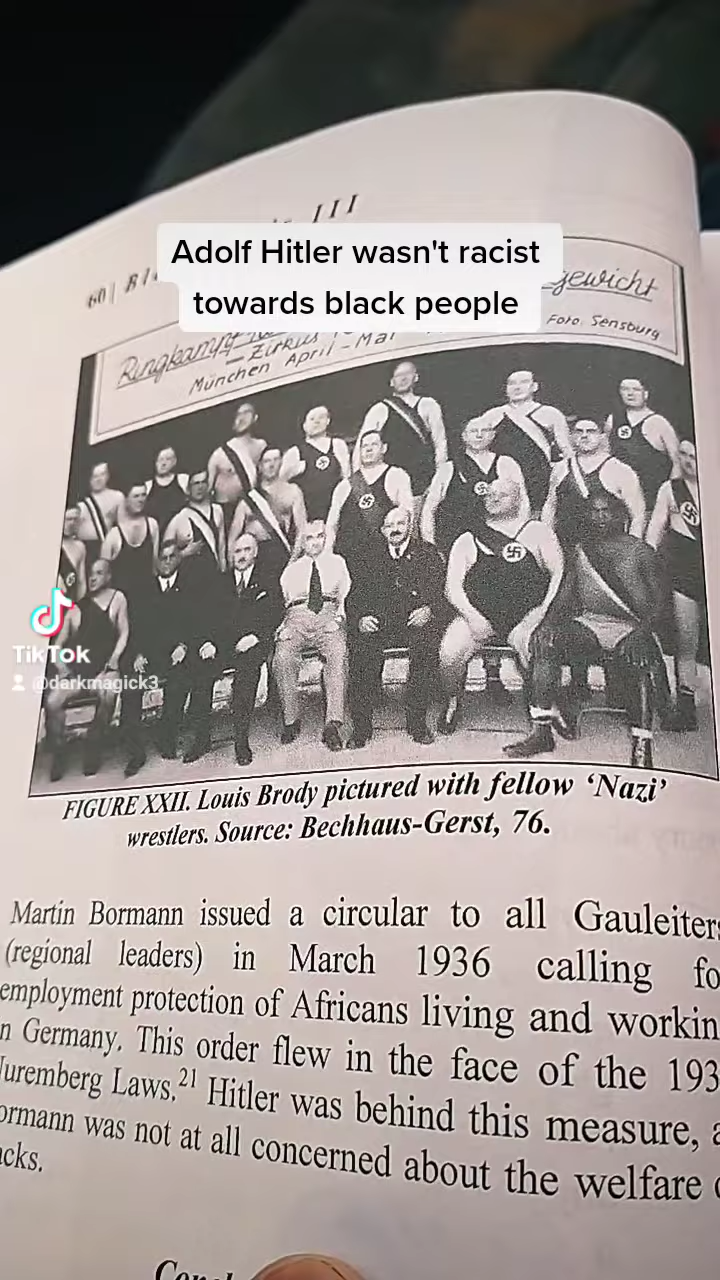 III
60|
Adolf Hitler wasn't racist
towards black people
gewicht
Zirkus
Foto Sensburg
München April - Mai
TikTok
@darkmagick3
FIGURE XXII. Louis Brody pictured with fellow ‘Nazi’
wrestlers. Source: Bechhaus-Gerst, 76.
Martin Bormann issued a circular to all Gauleiter
(regional leaders) in March 1936 calling fo
employment protection of Africans living and workin
n Germany. This order flew in the face of the 193
uremberg Laws.²¹ Hitler was behind this measure, a
ormann was not at all concerned about the welfare
cks.